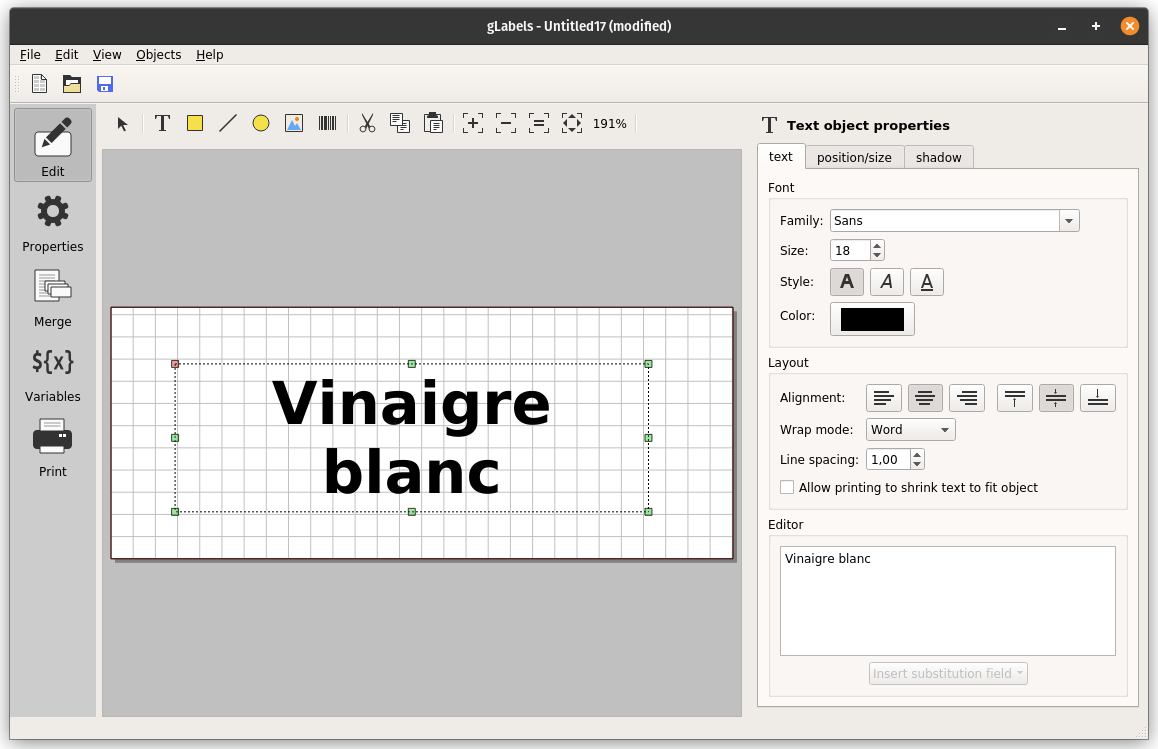 gLabels - Untitled17 (modified)
File Edit View Objects Help
Edit
Properties
Merge
${x}
Variables
Print
T 191%
Vinaigre
blanc
T Text object properties
text position/size shadow
Font
Family: Sans
Size: 18
Style: A A A
Color:
Layout
Alignment:
Wrap mode: Word
Line spacing: 1,00
Allow printing to shrink text to fit object
Editor
Vinaigre blanc
Insert substitution field